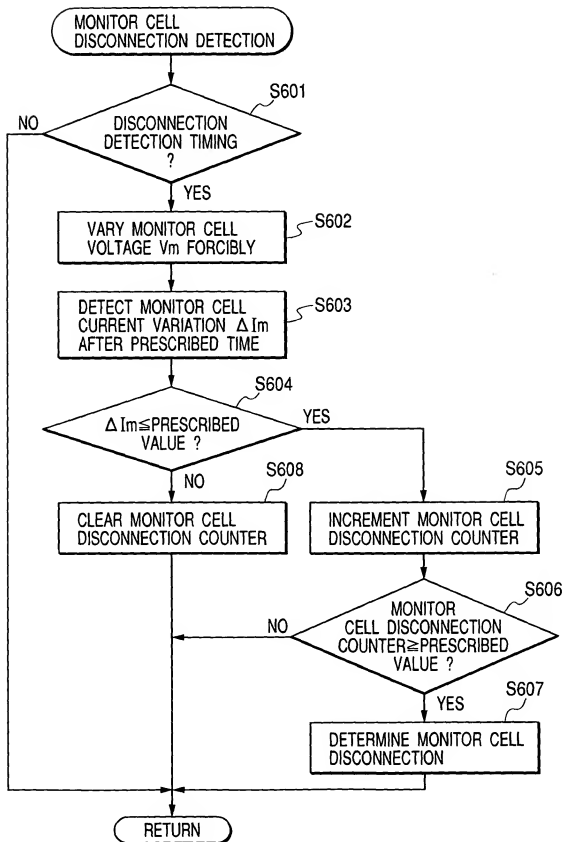 MONITOR CELL
DISCONNECTION DETECTION
S601
NO
DISCONNECTION
DETECTION TIMING
?
YES
S602
VARY MONITOR CELL
VOLTAGE Vm FORCIBLY
S603
DETECT MONITOR CELL
CURRENT VARIATION ΔIm
AFTER PRESCRIBED TIME
S604
ΔIm≦PRESCRIBED
VALUE ?
YES
NO
S608
CLEAR MONITOR CELL
DISCONNECTION COUNTER
S605
INCREMENT MONITOR CELL
DISCONNECTION COUNTER
S606
MONITOR
CELL DISCONNECTION
COUNTER≧PRESCRIBED
VALUE ?
NO
YES
S607
DETERMINE MONITOR CELL
DISCONNECTION
RETURN